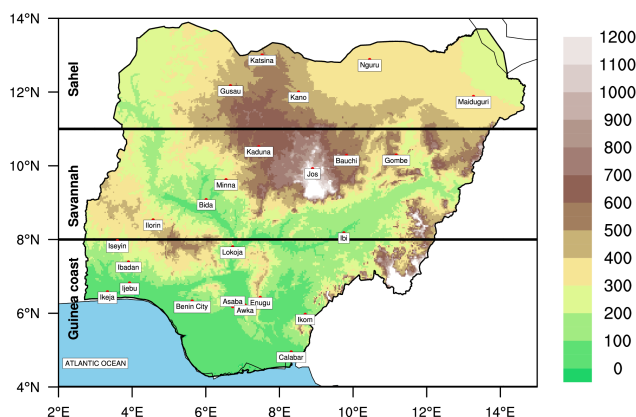 14°N
12°N
10°N
8°N
6°N
4°N
2°E
4°E
6°E
8°E
10°E
12°E
14°E
Sahel
Savannah
Guinea coast
Katsina
Nguru
Gusau
Kano
Maiduguri
Kaduna
Bauchi
Gombe
Jos
Minna
Bida
Ilorin
Ibi
Iseyin
Lokoja
Ibadan
Ijebu
Ikeja
Benin City
Asaba
Enugu
Awka
Ikom
Calabar
ATLANTIC OCEAN
1200
1100
1000
900
800
700
600
500
400
300
200
100
0